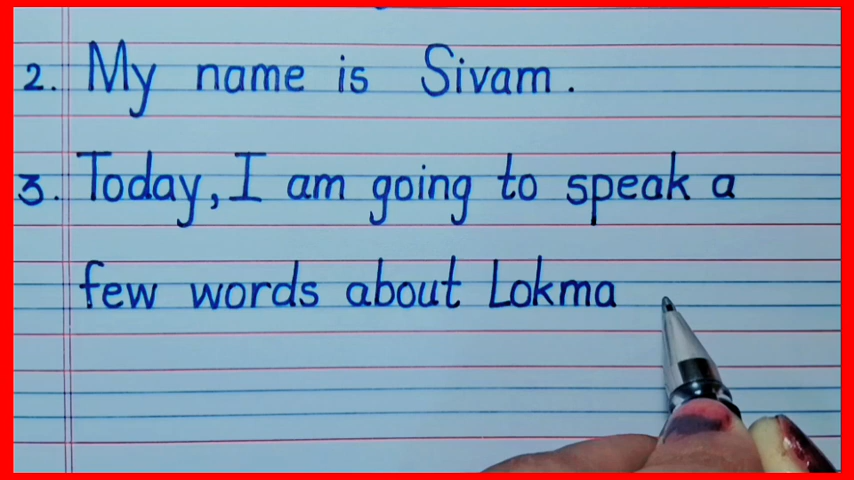 2. My name is Sivam.
3. Today, I am going to speak a
few words about Lokma